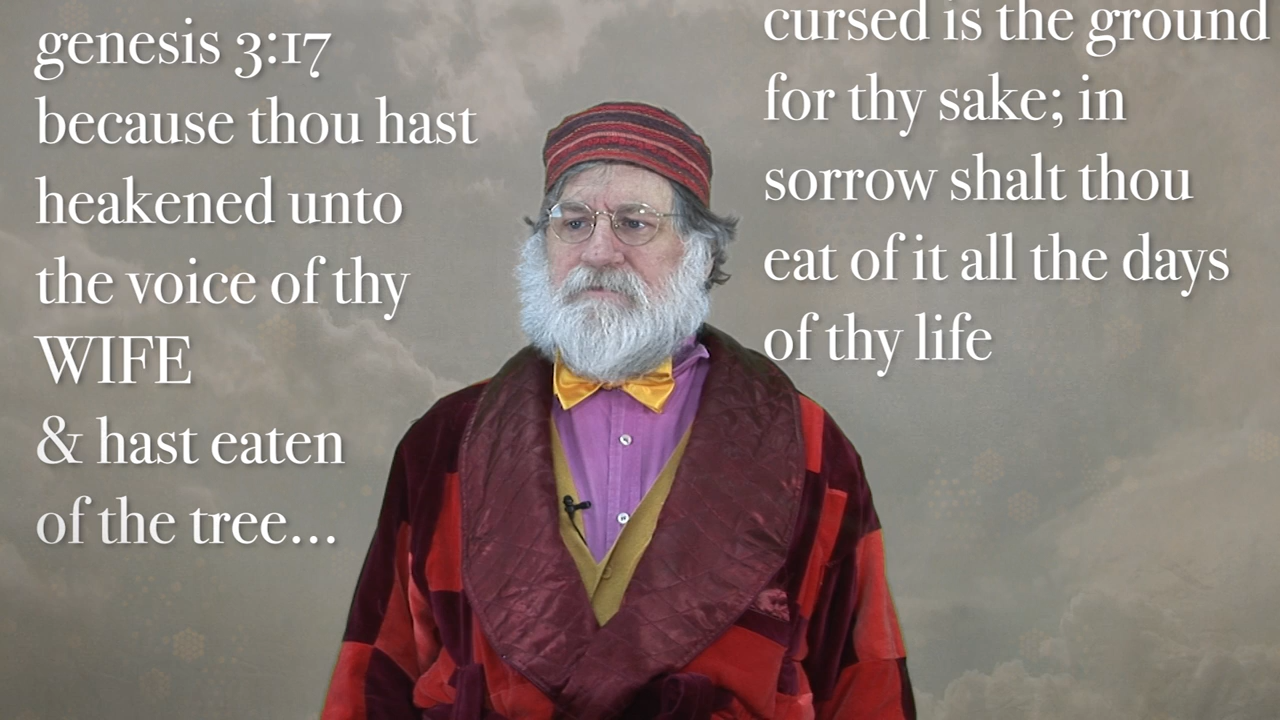 genesis 3:17
because thou hast
heakened unto
the voice of thy
WIFE
& hast eaten
of the tree...
cursed is the ground
for thy sake; in
sorrow shalt thou
eat of it all the days
of thy life